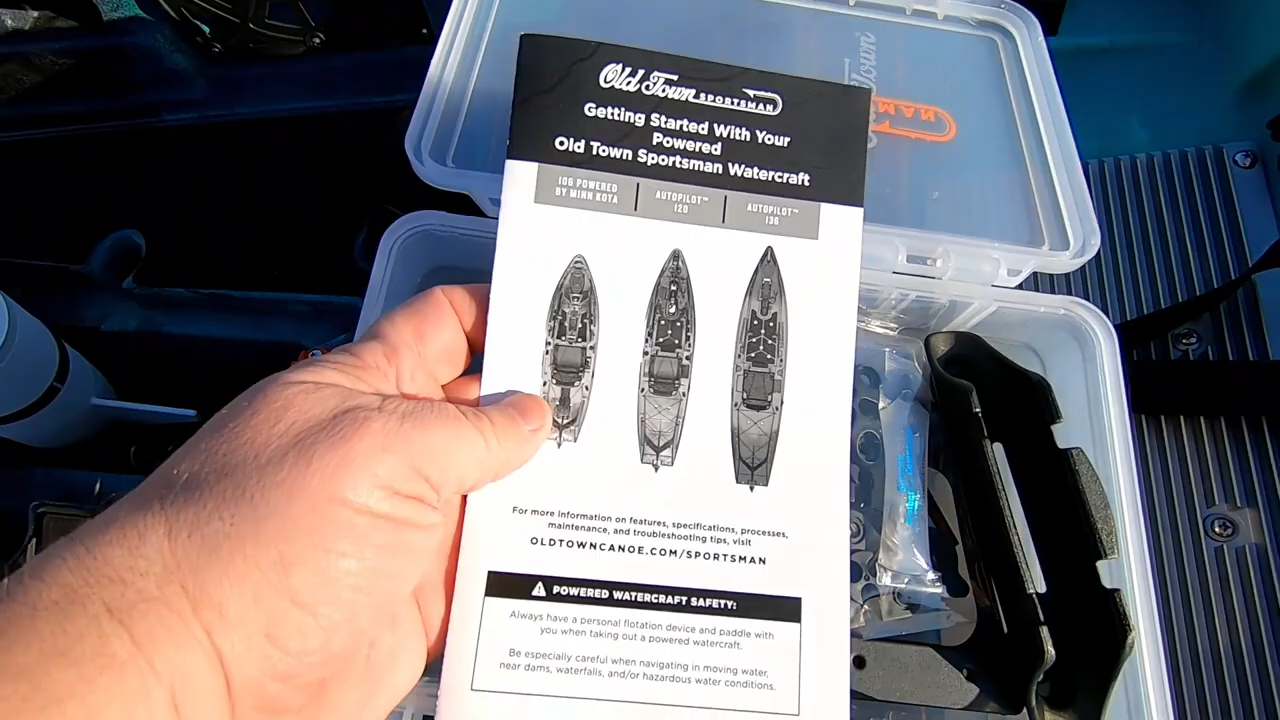 Old Town SPORTSMAN
Getting Started With Your
Powered
Old Town Sportsman Watercraft
106 POWERED
BY MINN KOTA
AUTOPILOT™
120
AUTOPILOT™
136
For more information on features, specifications, processes,
maintenance, and troubleshooting tips, visit
OLDTOWNCANOE.COM/SPORTSMAN
POWERED WATERCRAFT SAFETY:
Always have a personal flotation device and paddle with
you when taking out a powered watercraft.
Be especially careful when navigating in moving water,
near dams, waterfalls, and/or hazardous water conditions.
Town